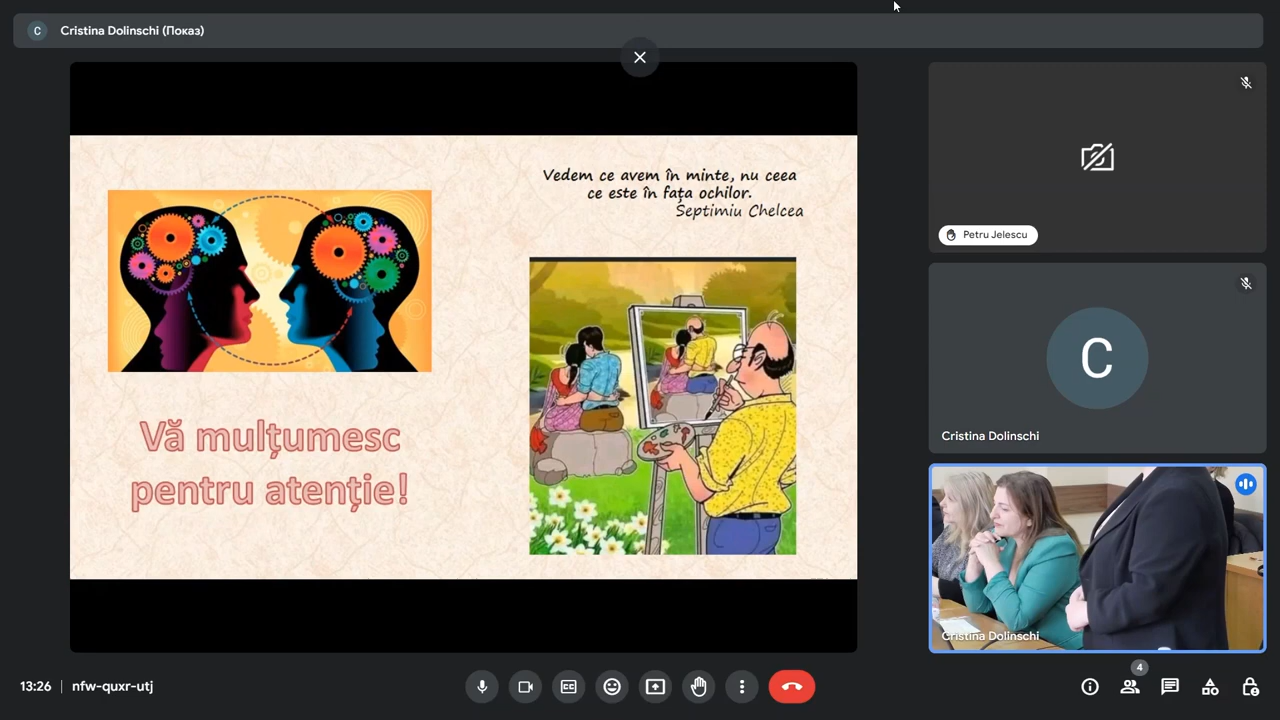 C Cristina Dolinschi (Показ)
Vedem ce avem în minte, nu ceea
ce este în fața ochilor.
Septimiu Chelcea
Vă mulțumesc
pentru atenție!
Petru Jelescu
C
Cristina Dolinschi
Cristina Dolinschi
13:26 | nfw-quxr-utj
4